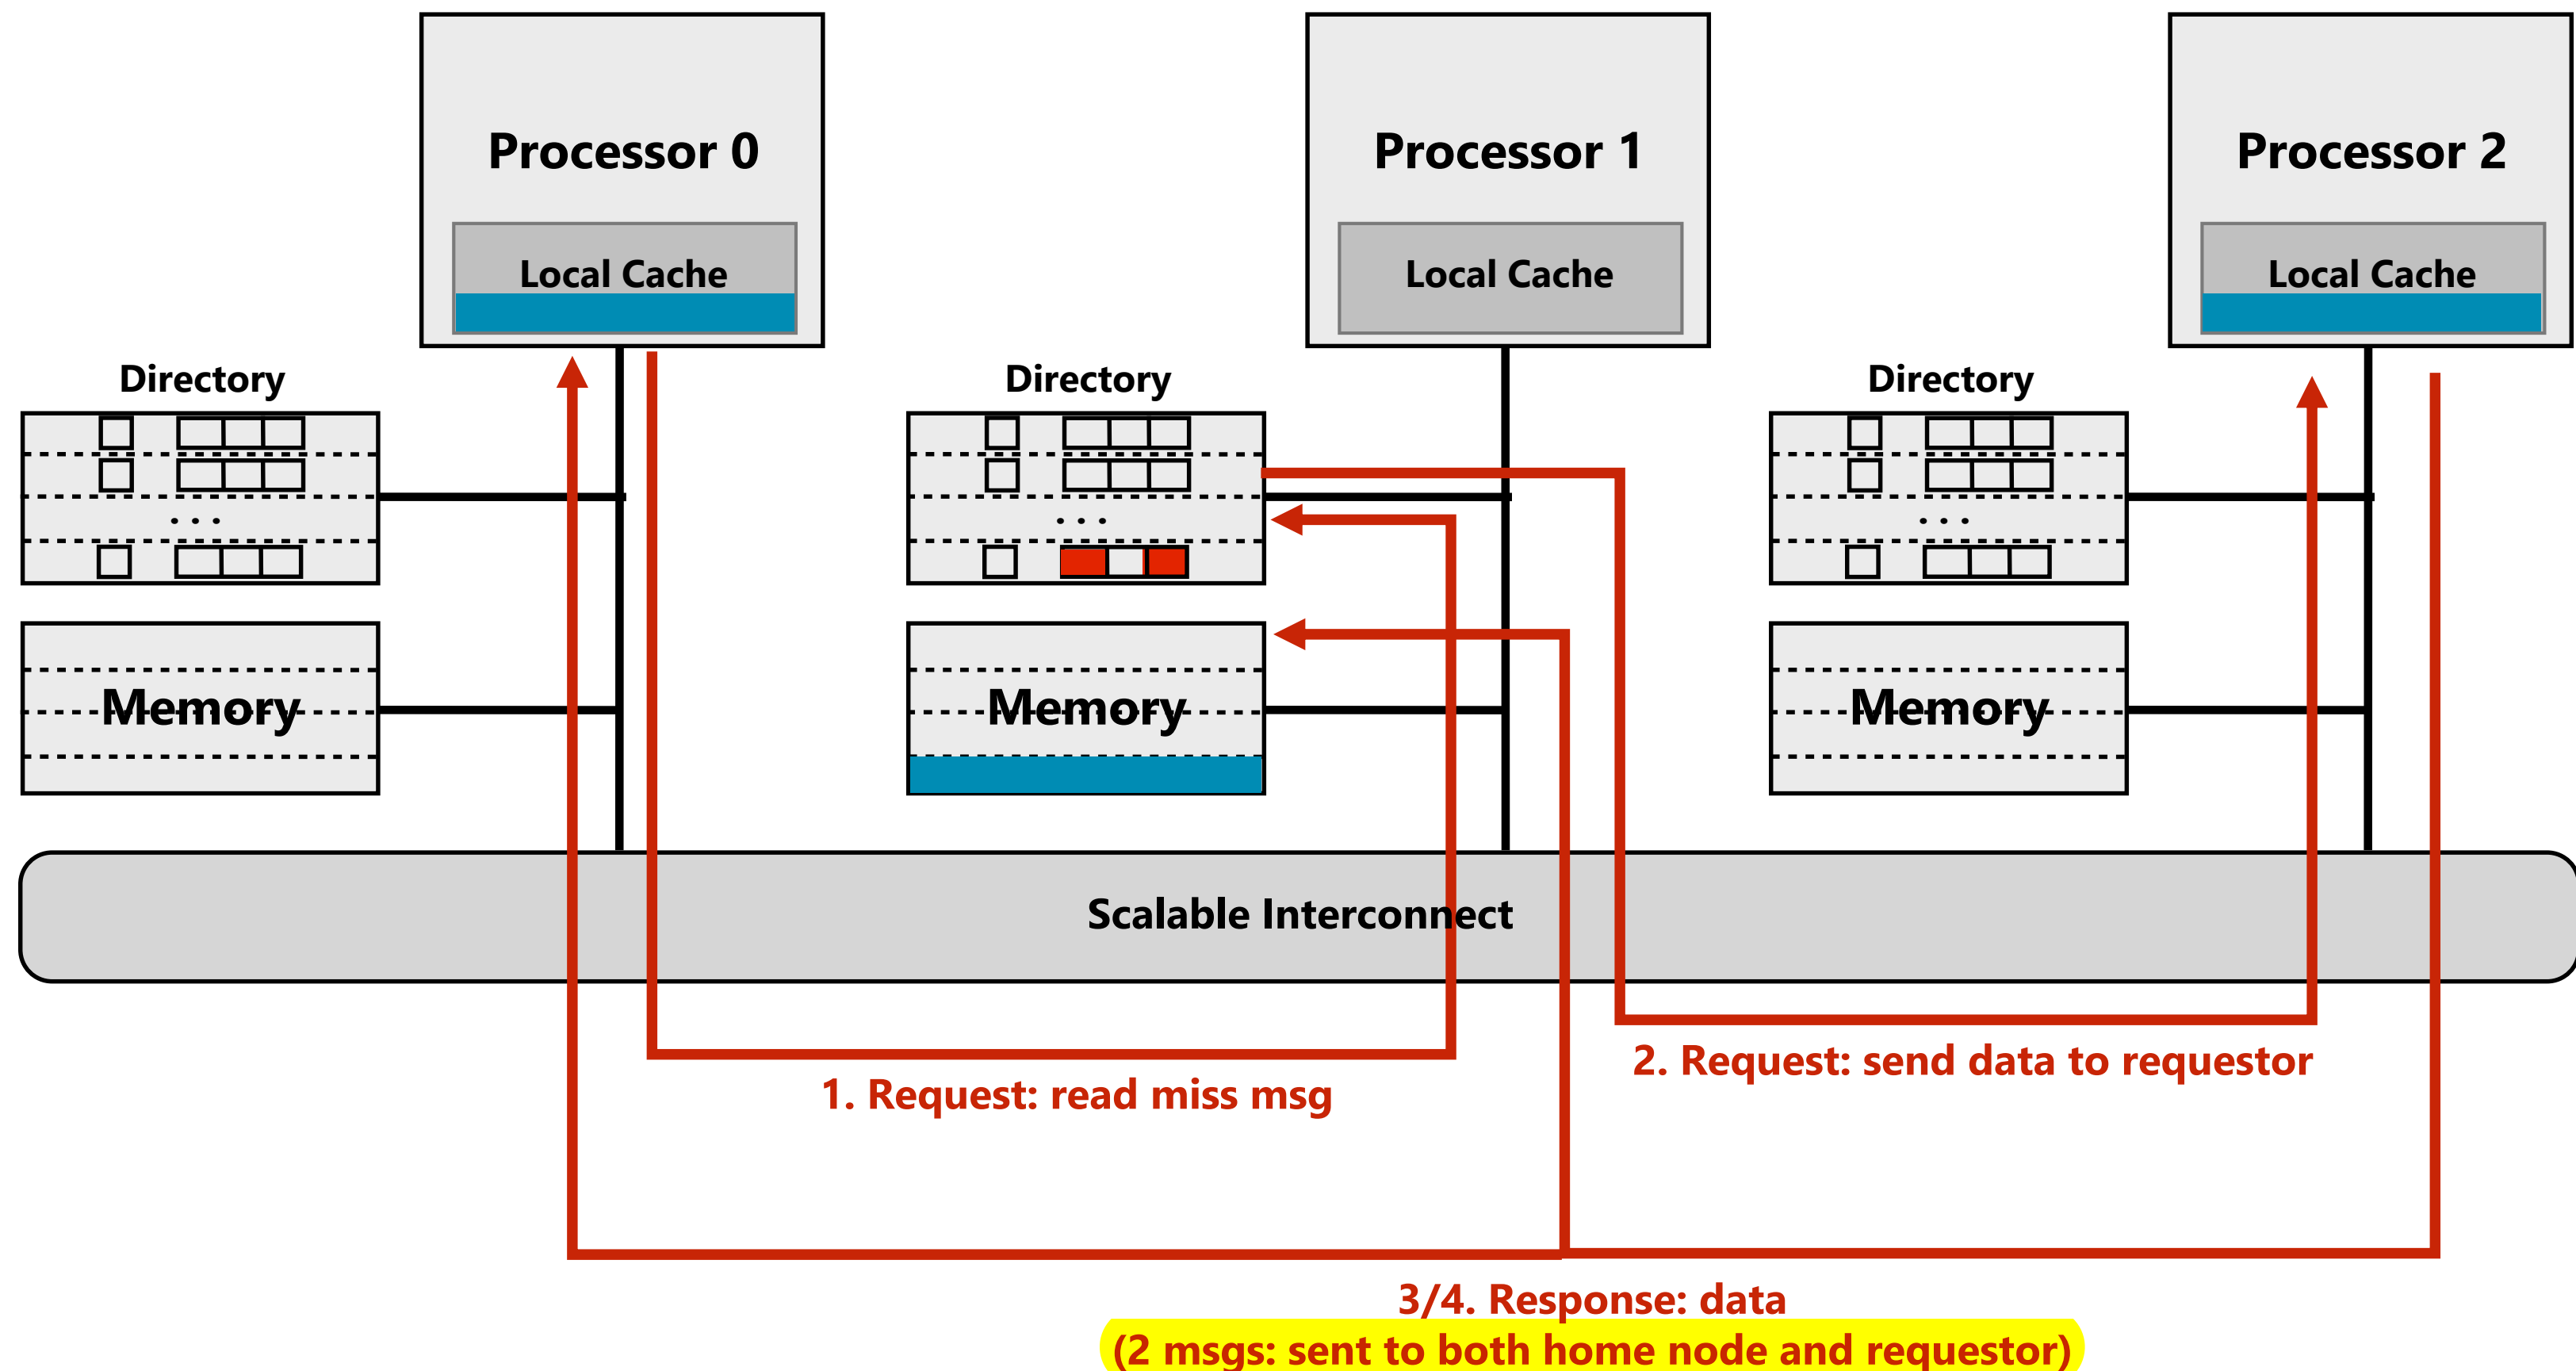 Processor 0
Processor 1
Processor 2
Local Cache
Local Cache
Local Cache
Directory
Directory
Directory
. . .
. . .
. . .
Memory
Memory
Memory
Scalable Interconnect
2. Request: send data to requestor
1. Request: read miss msg
3/4. Response: data
(2 msgs: sent to both home node and requestor)